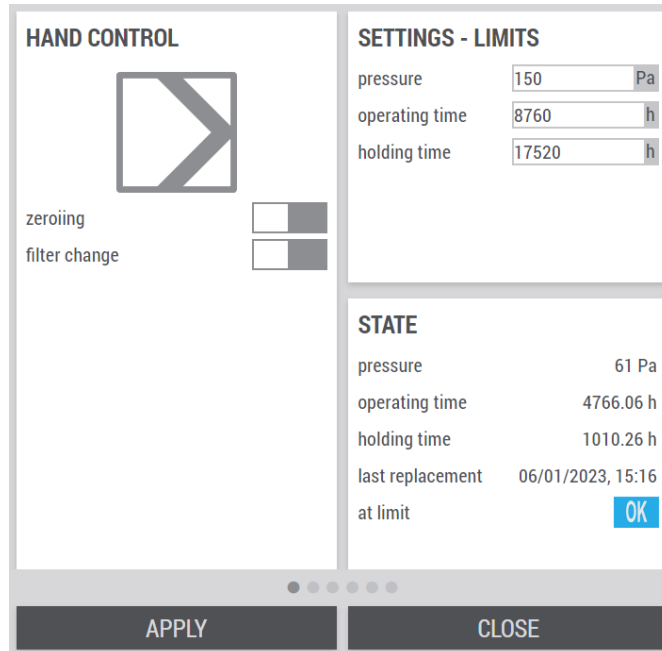 HAND CONTROL
zeroiing
filter change
SETTINGS - LIMITS
pressure 150 Pa
operating time 8760 h
holding time 17520 h
STATE
pressure 61 Pa
operating time 4766.06 h
holding time 1010.26 h
last replacement 06/01/2023, 15:16
at limit OK
APPLY
CLOSE